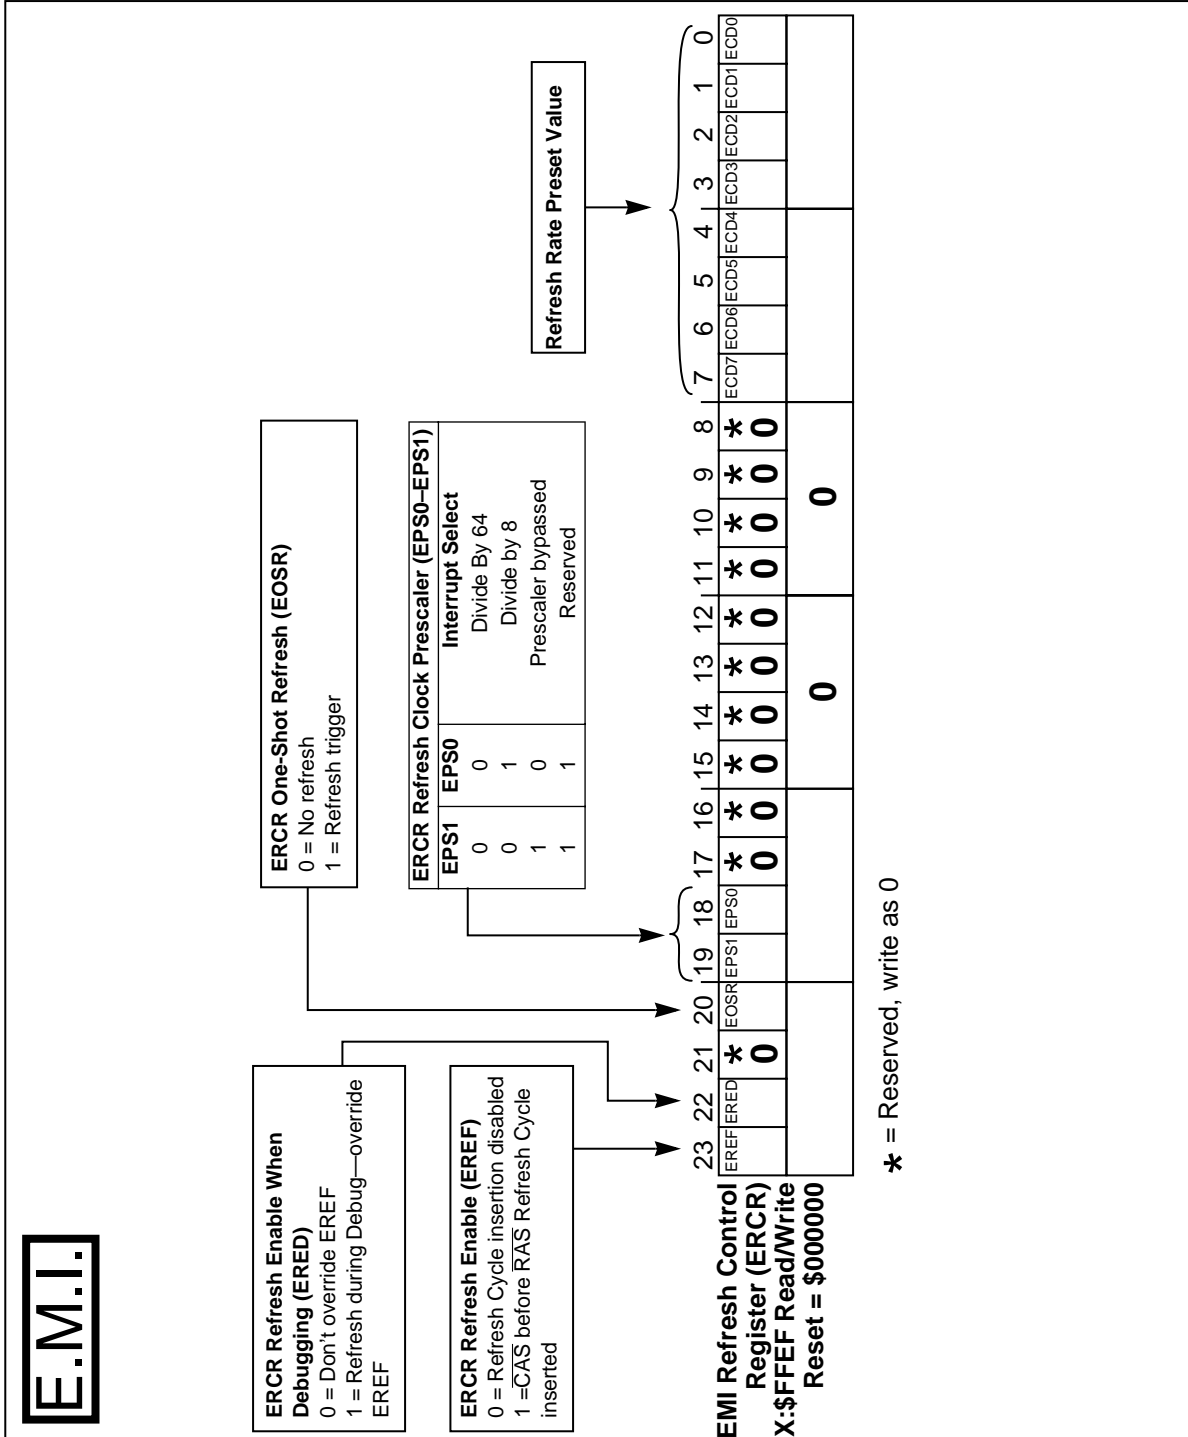 E.M.I.
ERCR Refresh Enable When
Debugging (ERED)
0 = Don't override EREF
1 = Refresh during Debug—override
EREF
ERCR Refresh Enable (EREF)
0 = Refresh Cycle insertion disabled
1 =CAS before RAS Refresh Cycle
inserted
ERCR One-Shot Refresh (EOSR)
0 = No refresh
1 = Refresh trigger
ERCR Refresh Clock Prescaler (EPS0–EPS1)
EPS1 EPS0 Interrupt Select
0 0 Divide By 64
0 1 Divide by 8
1 0 Prescaler bypassed
1 1 Reserved
Refresh Rate Preset Value
23 22 21 20 19 18 17 16 15 14 13 12 11 10 9 8 7 6 5 4 3 2 1 0
EREF ERED * EOSR EPS1 EPS0 * * * * * * * * * * ECD7 ECD6 ECD5 ECD4 ECD3 ECD2 ECD1 ECD0
0 0 0 0 0 0 0 0 0 0 0
0 0
EMI Refresh Control
Register (ERCR)
X:$FFEF Read/Write
Reset = $000000
* = Reserved, write as 0